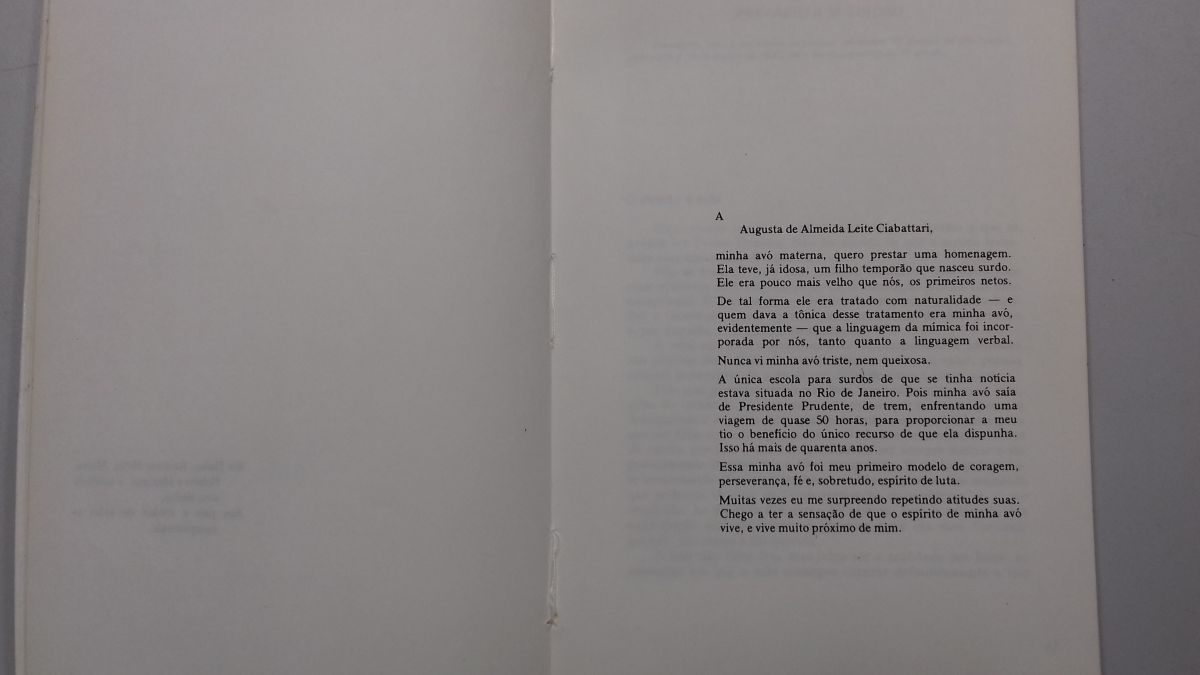 A
Augusta de Almeida Leite Ciabattari,
minha avó materna, quero prestar uma homenagem.
Ela teve, já idosa, um filho temporão que nasceu surdo.
Ele era pouco mais velho que nós, os primeiros netos.
De tal forma ele era tratado com naturalidade — e
quem dava a tônica desse tratamento era minha avó,
evidentemente — que a linguagem da mímica foi incor-
porada por nós, tanto quanto a linguagem verbal.
Nunca vi minha avó triste, nem queixosa.
A única escola para surdos de que se tinha notícia
estava situada no Rio de Janeiro. Pois minha avó saía
de Presidente Prudente, de trem, enfrentando uma
viagem de quase 50 horas, para proporcionar a meu
tio o benefício do único recurso de que ela dispunha.
Isso há mais de quarenta anos.
Essa minha avó foi meu primeiro modelo de coragem,
perseverança, fé e, sobretudo, espírito de luta.
Muitas vezes eu me surpreendo repetindo atitudes suas.
Chego a ter a sensação de que o espírito de minha avó
vive, e vive muito próximo de mim.